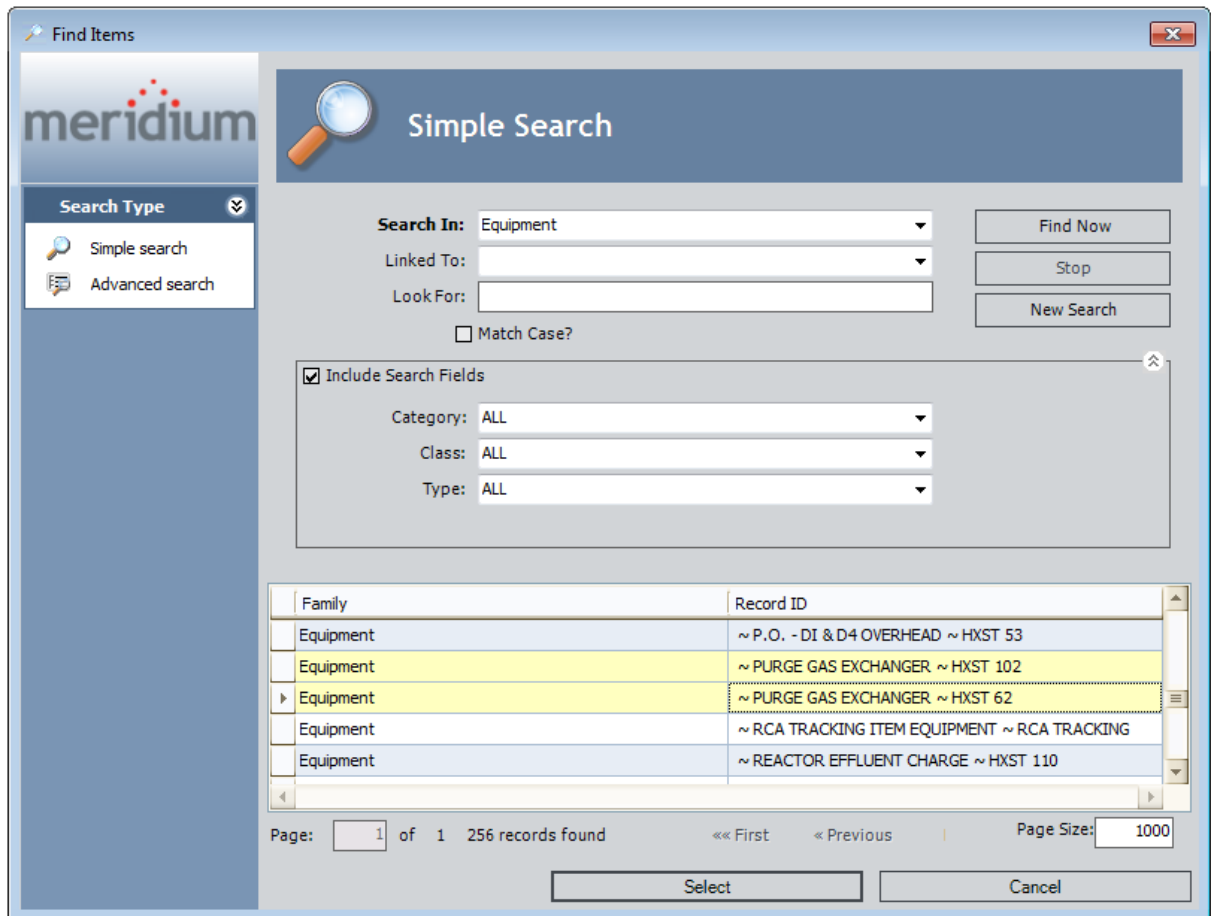 Find Items
meridium
Simple Search
Search Type
Simple search
Advanced search
Search In: Equipment
Linked To:
Look For:
Match Case?
Find Now
Stop
New Search
Include Search Fields
Category: ALL
Class: ALL
Type: ALL
Family Record ID
Equipment ~ P.O. - DI & D4 OVERHEAD ~ HXST 53
Equipment ~ PURGE GAS EXCHANGER ~ HXST 102
Equipment ~ PURGE GAS EXCHANGER ~ HXST 62
Equipment ~ RCA TRACKING ITEM EQUIPMENT ~ RCA TRACKING
Equipment ~ REACTOR EFFLUENT CHARGE ~ HXST 110
Page: 1 of 1 256 records found «« First « Previous Page Size: 1000
Select Cancel